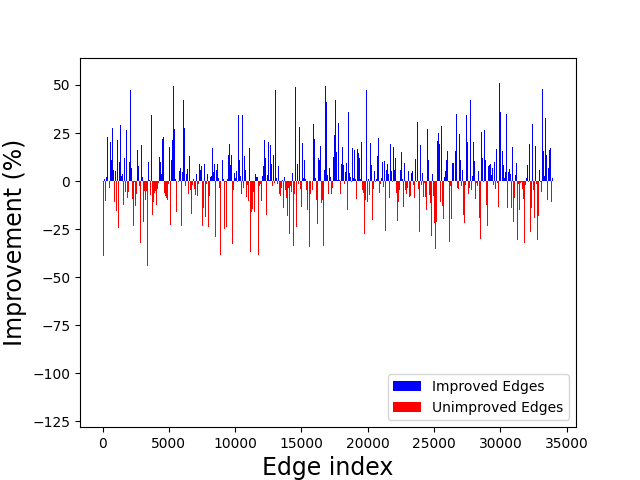 Improvement (%)
50
25
0
−25
−50
−75
−100
−125
0 5000 10000 15000 20000 25000 30000 35000
Edge index
Improved Edges
Unimproved Edges